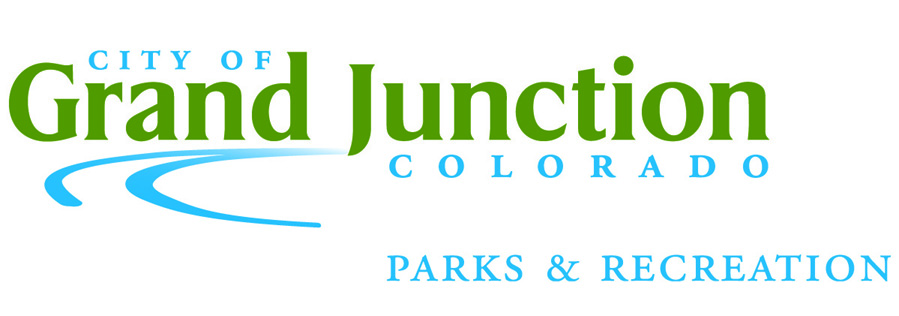 CITY OF
Grand Junction
COLORADO
PARKS & RECREATION